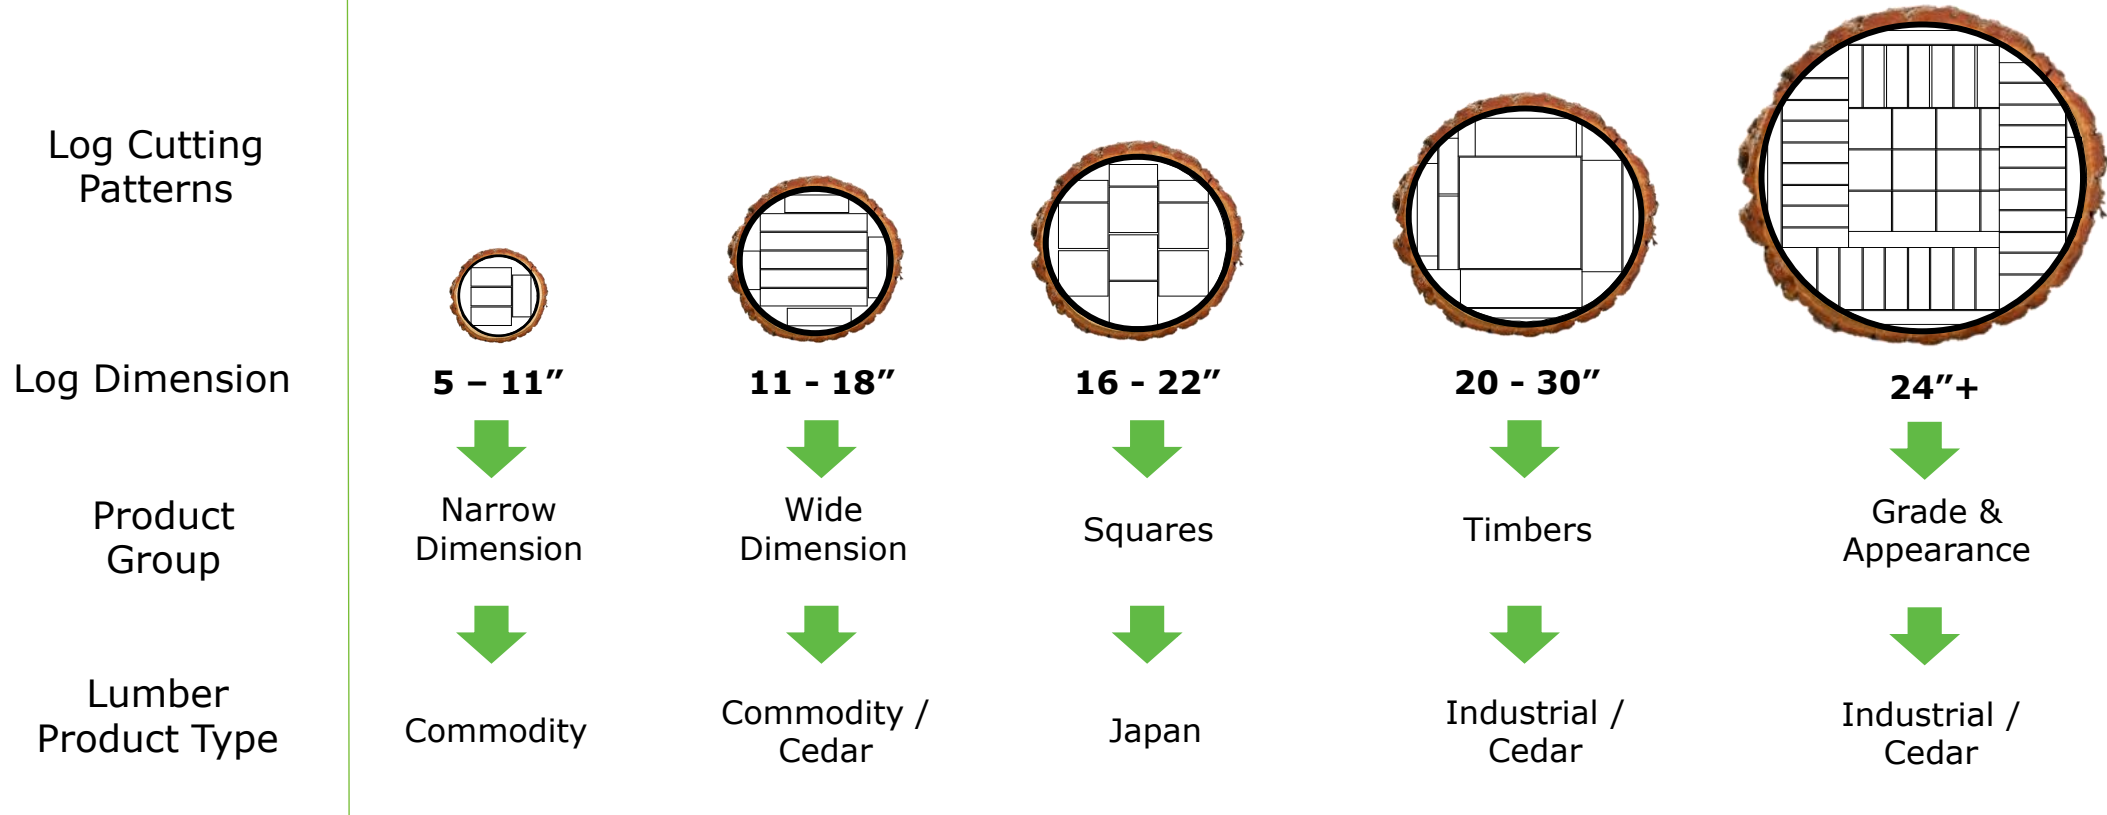 Log Cutting
Patterns
Log Dimension
5 – 11”
11 - 18”
16 - 22”
20 - 30”
24”+
Product
Group
Narrow
Dimension
Wide
Dimension
Squares
Timbers
Grade &
Appearance
Lumber
Product Type
Commodity
Commodity /
Cedar
Japan
Industrial /
Cedar
Industrial /
Cedar